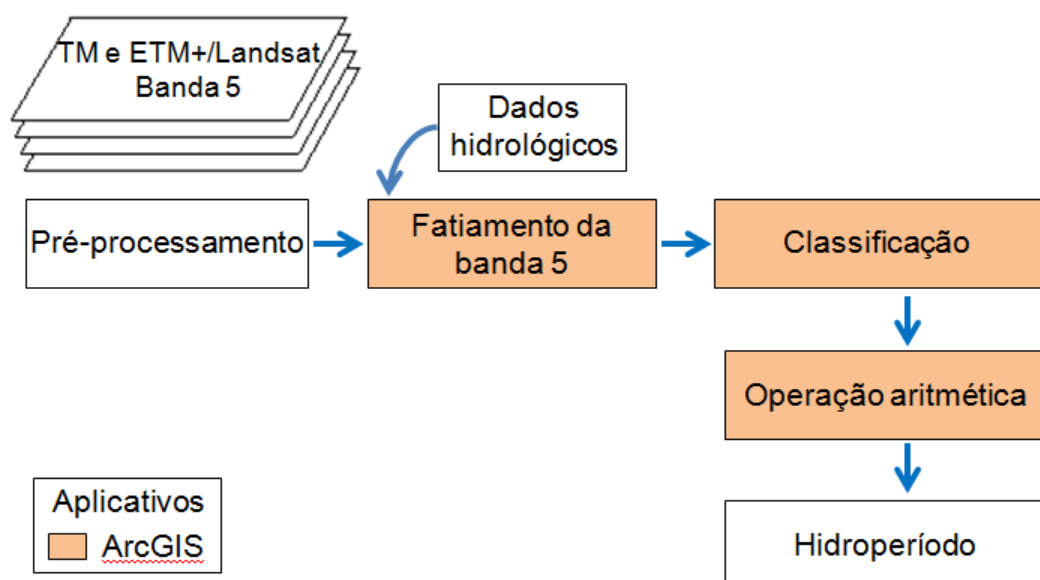 TM e ETM+/Landsat
Banda 5
Dados
hidrológicos
Pré-processamento
Fatiamento da
banda 5
Classificação
Operação aritmética
Hidroperíodo
Aplicativos
ArcGIS